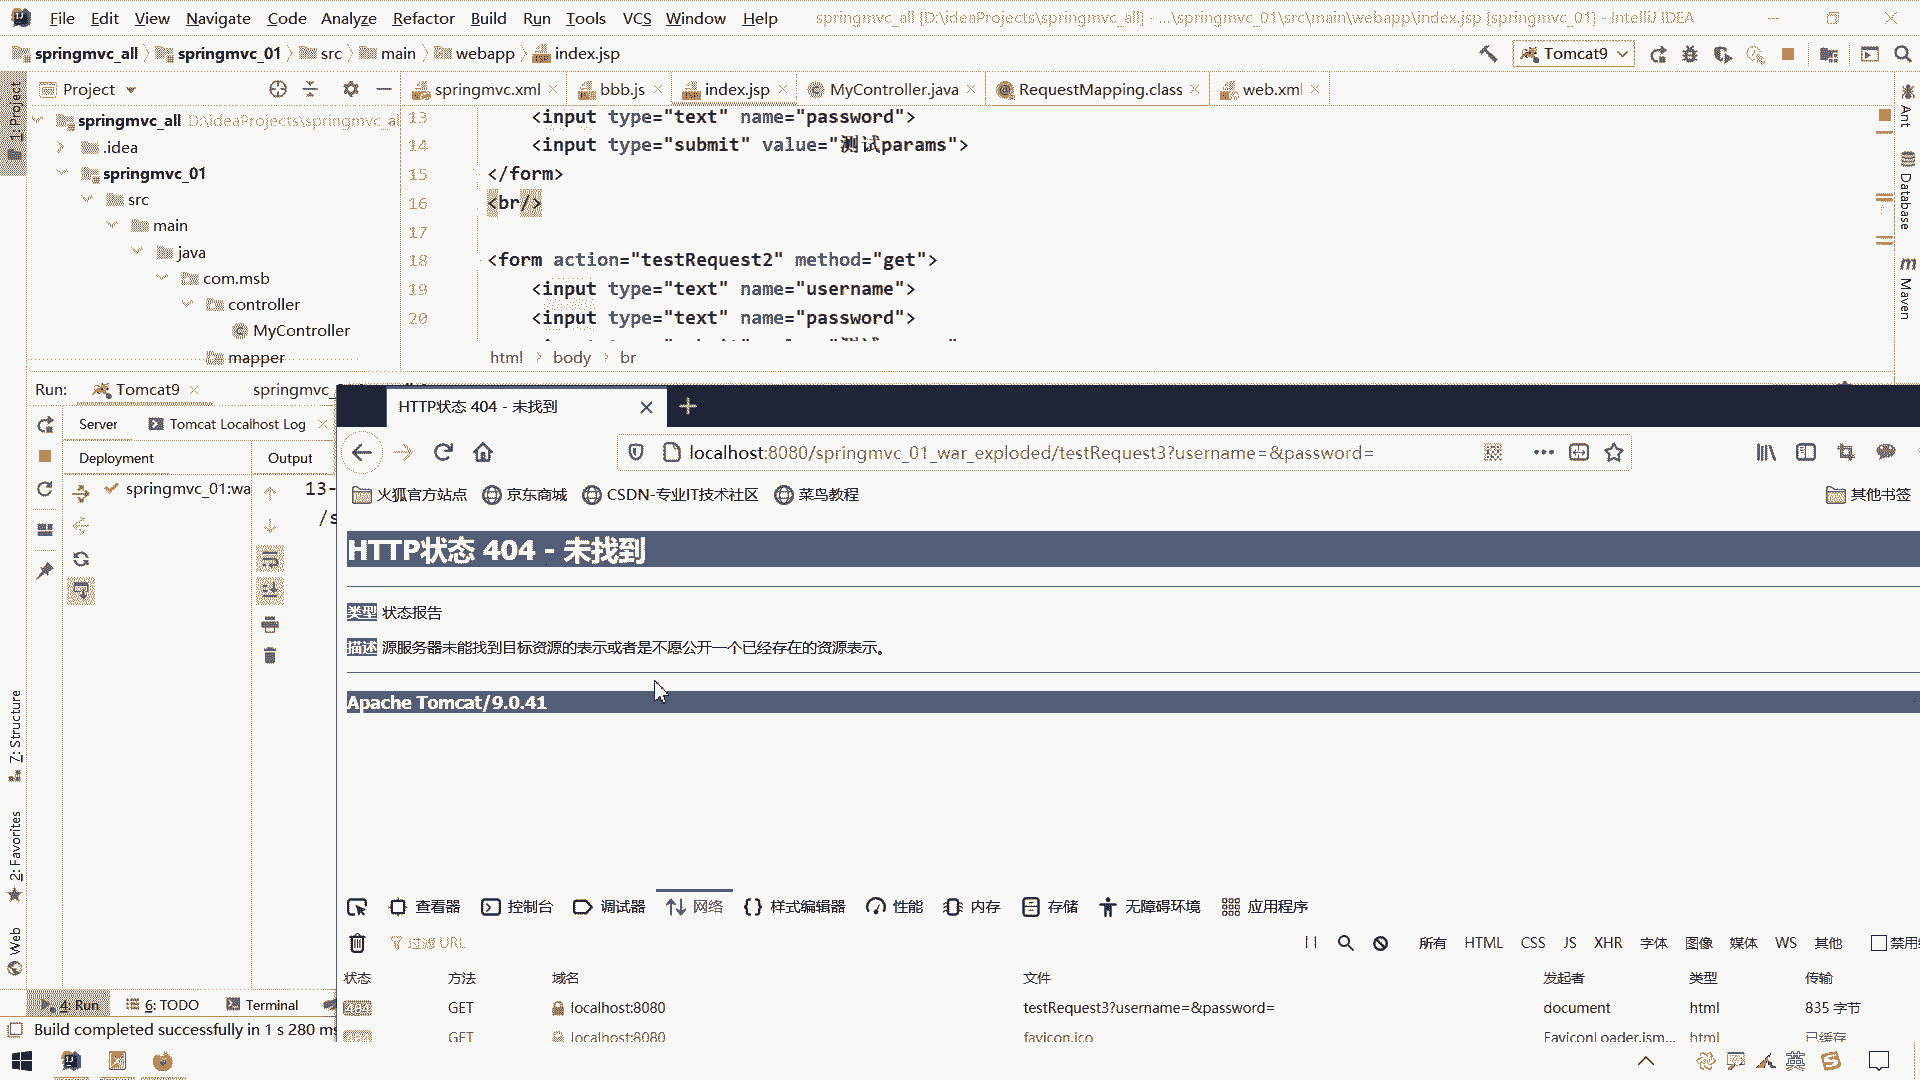 File Edit View Navigate Code Analyze Refactor Build Run Tools VCS Window Help springmvc_all [D:\ideaProjects\springmvc_all] - ...\springmvc_01\src\main\webapp\index.jsp [springmvc_01] - IntelliJ IDEA
springmvc_all springmvc_01 src main webapp index.jsp Tomcat9
Project springmvc.xml bbb.js index.jsp MyController.java RequestMapping.class web.xml
1: Project
springmvc_all D:\ideaProjects\springmvc_al
.idea
springmvc_01
src
main
java
com.msb
controller
MyController
mapper
13 <input type="text" name="password">
14 <input type="submit" value="测试params">
15 </form>
16 <br/>
17
18 <form action="testRequest2" method="get">
19 <input type="text" name="username">
20 <input type="text" name="password">
html body br
Ant
Database
Maven
Run: Tomcat9 springmvc_
Server Tomcat Localhost Log
Deployment Output
springmvc_01:wa 13-
/s
7: Structure
2: Favorites
Web
4: Run 6: TODO Terminal
Build completed successfully in 1 s 280 ms
HTTP状态 404 - 未找到
localhost:8080/springmvc_01_war_exploded/testRequest3?username=&password=
火狐官方站点 京东商城 CSDN-专业IT技术社区 菜鸟教程 其他书签
HTTP状态 404 - 未找到
类型 状态报告
描述 源服务器未能找到目标资源的表示或者是不愿公开一个已经存在的资源表示。
Apache Tomcat/9.0.41
查看器 控制台 调试器 网络 样式编辑器 性能 内存 存储 无障碍环境 应用程序
过滤 URL 所有 HTML CSS JS XHR 字体 图像 媒体 WS 其他 禁用
状态 方法 域名 文件 发起者 类型 传输
404 GET localhost:8080 testRequest3?username=&password= document html 835 字节
GET localhost:8080 favicon.ico FaviconLoader.jsm... html 已缓存
英